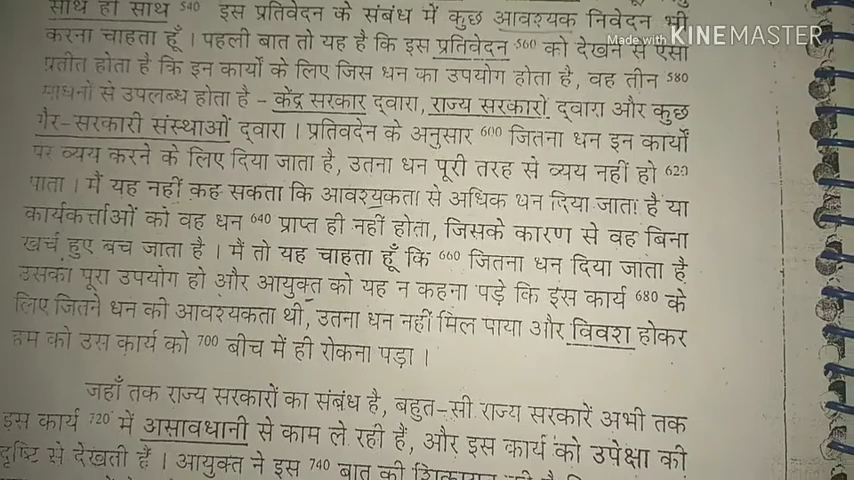 साथ ही साथ 540 इस प्रतिवेदन के संबंध में कुछ आवश्यक निवेदन भी
करना चाहता हूँ । पहली बात तो यह है कि इस प्रतिवेदन 560 को देखने से ऐसा
Made with KINEMASTER
प्रतीत होता है कि इन कार्यों के लिए जिस धन का उपयोग होता है, वह तीन 580
साधनों से उपलब्ध होता है – केंद्र सरकार द्वारा, राज्य सरकारों द्वारा और कुछ
गैर-सरकारी संस्थाओं द्वारा । प्रतिवदेन के अनुसार 600 जितना धन इन कार्यों
पर व्यय करने के लिए दिया जाता है, उतना धन पूरी तरह से व्यय नहीं हो 620
पाता । मैं यह नहीं कह सकता कि आवश्यकता से अधिक धन दिया जाता है या
कार्यकर्त्ताओं को वह धन 640 प्राप्त ही नहीं होता, जिसके कारण से वह बिना
खर्च हुए बच जाता है । मैं तो यह चाहता हूँ कि 660 जितना धन दिया जाता है
उसका पूरा उपयोग हो और आयुक्त को यह न कहना पड़े कि इस कार्य 680 के
लिए जितने धन की आवश्यकता थी, उतना धन नहीं मिल पाया और विवश होकर
हम को उस कार्य को 700 बीच में ही रोकना पड़ा ।
जहाँ तक राज्य सरकारों का संबंध है, बहुत-सी राज्य सरकारें अभी तक
इस कार्य 720 में असावधानी से काम ले रही हैं, और इस कार्य को उपेक्षा की
दृष्टि से देखती हैं । आयुक्त ने इस 740 बात की शिकायत